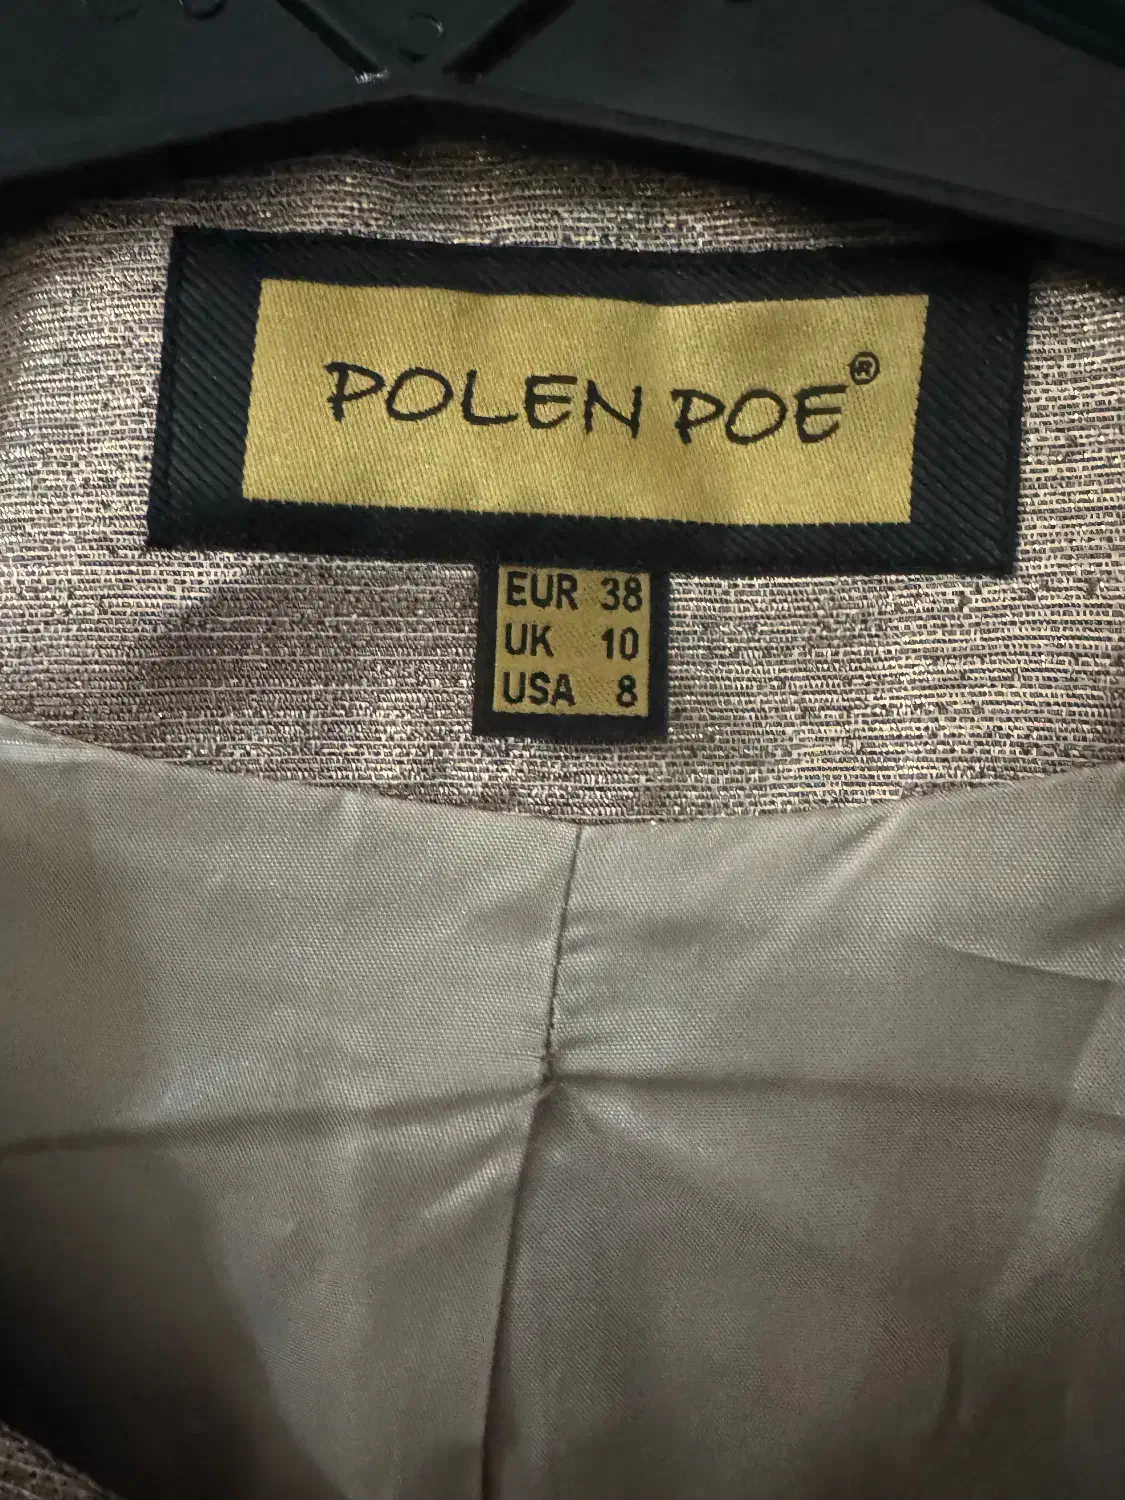 POLEN POE®
EUR 38
UK 10
USA 8